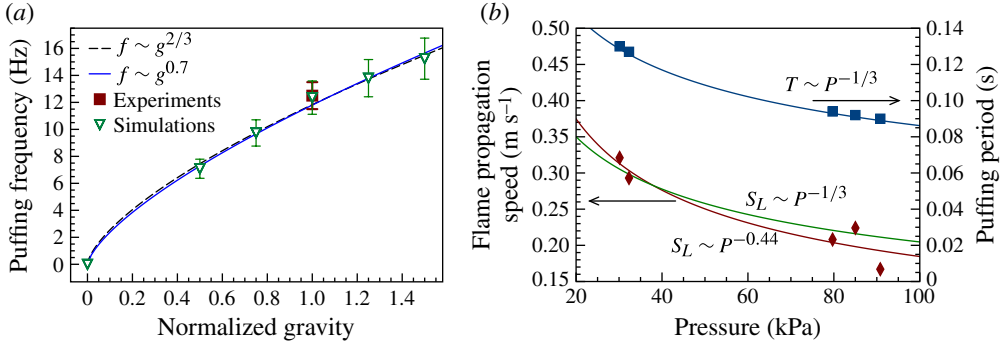 (a)
f ~ g^{2/3}
f ~ g^{0.7}
Experiments
Simulations
Puffing frequency (Hz)
16
14
12
10
8
6
4
2
0
0 0.2 0.4 0.6 0.8 1.0 1.2 1.4
Normalized gravity
(b)
Flame propagation
speed (m s^{-1})
0.50
0.45
0.40
0.35
0.30
0.25
0.20
0.15
T ~ P^{-1/3}
S_L ~ P^{-1/3}
S_L ~ P^{-0.44}
0.14
0.12
0.10
0.08
0.06
0.04
0.02
0
Puffing period (s)
20 40 60 80 100
Pressure (kPa)